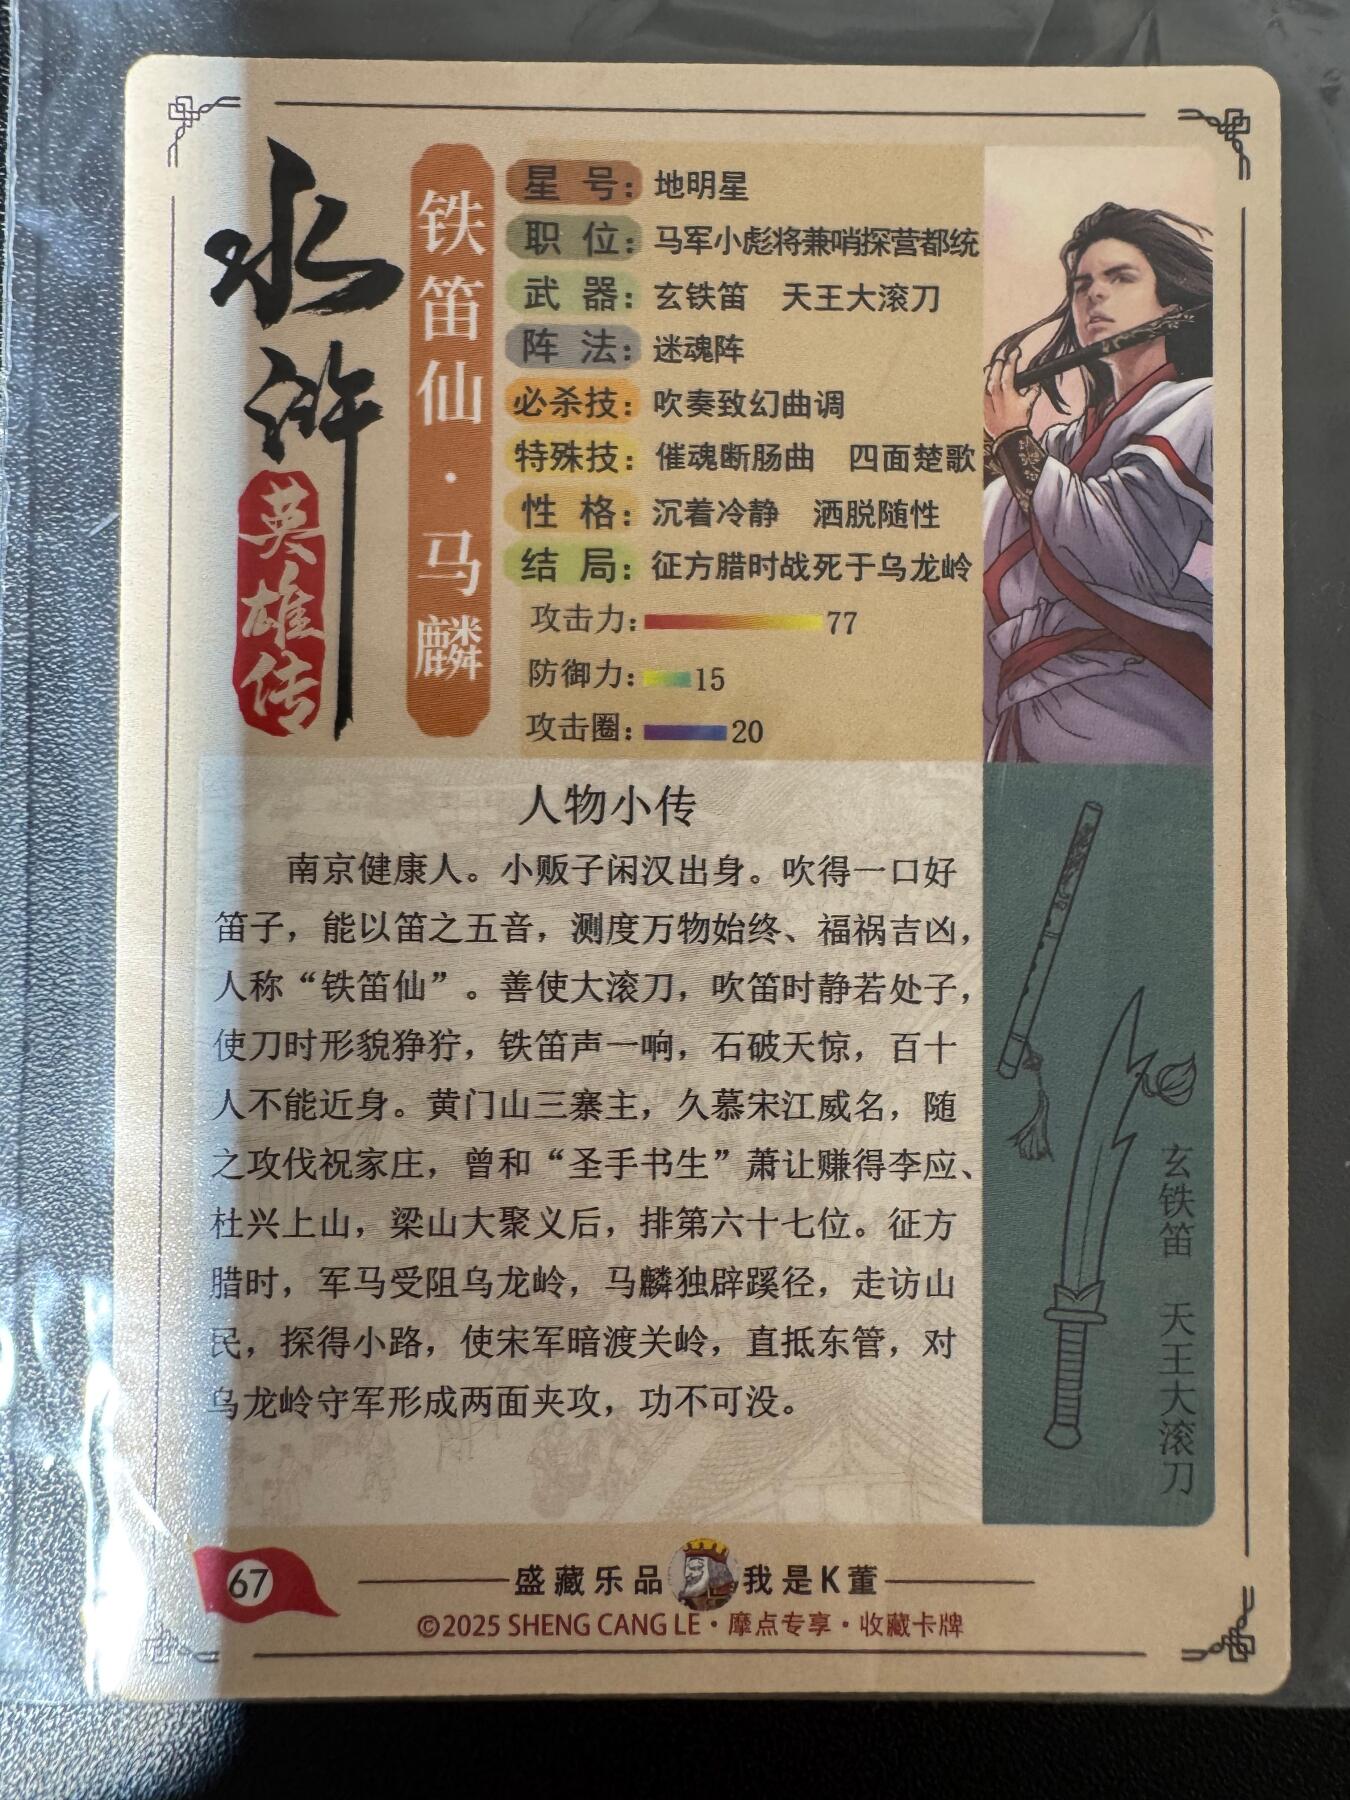 水浒
英雄传
铁笛仙·马麟
星号：地明星
职位：马军小彪将兼哨探营都统
武器：玄铁笛 天王大滚刀
阵法：迷魂阵
必杀技：吹奏致幻曲调
特殊技：催魂断肠曲 四面楚歌
性格：沉着冷静 洒脱随性
结局：征方腊时战死于乌龙岭
攻击力：77
防御力：15
攻击圈：20
人物小传
南京健康人。小贩子闲汉出身。吹得一口好
笛子，能以笛之五音，测度万物始终、福祸吉凶，
人称“铁笛仙”。善使大滚刀，吹笛时静若处子，
使刀时形貌狰狞，铁笛声一响，石破天惊，百十
人不能近身。黄门山三寨主，久慕宋江威名，随
之攻伐祝家庄，曾和“圣手书生”萧让赚得李应、
杜兴上山，梁山大聚义后，排第六十七位。征方
腊时，军马受阻乌龙岭，马麟独辟蹊径，走访山
民，探得小路，使宋军暗渡关岭，直抵东管，对
乌龙岭守军形成两面夹攻，功不可没。
玄铁笛 天王大滚刀
67
盛藏乐品 我是K董
©2025 SHENG CANG LE·摩点专享·收藏卡牌